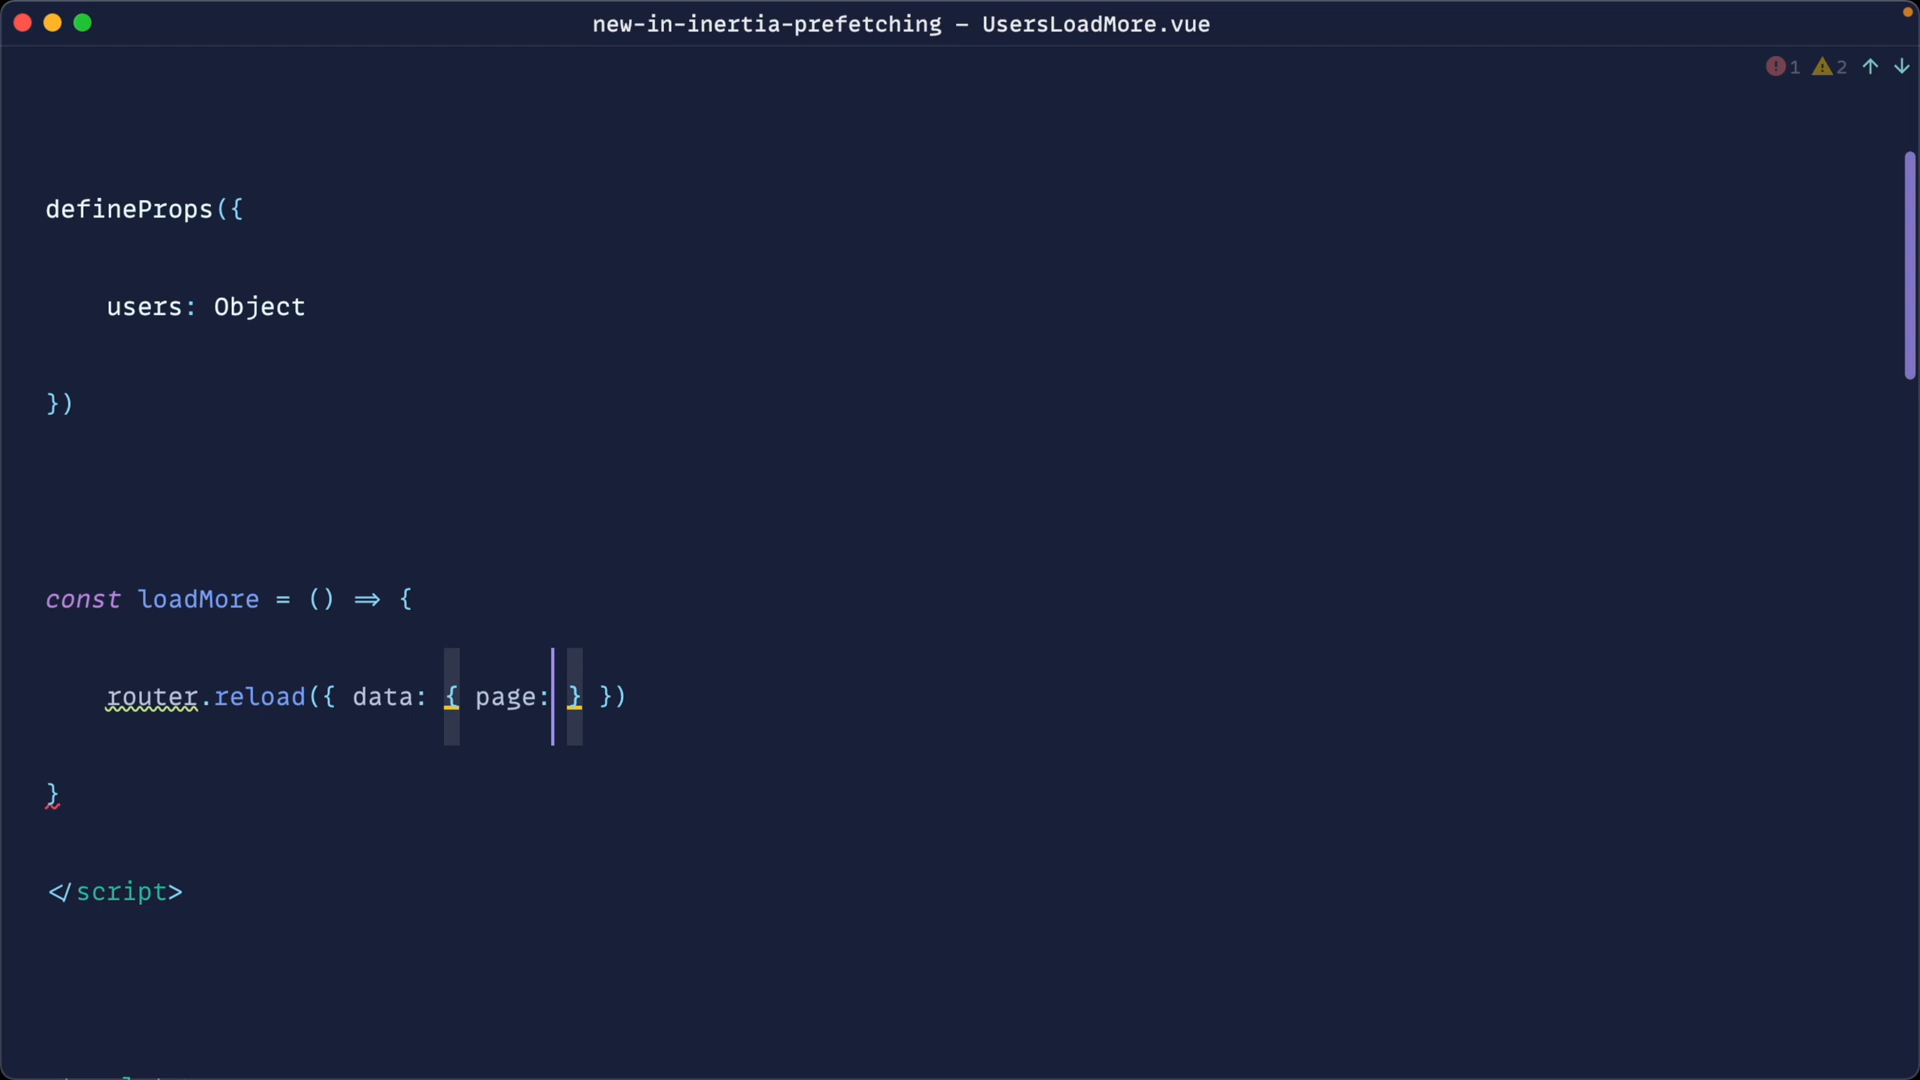 new-in-inertia-prefetching – UsersLoadMore.vue
1 2
defineProps({
users: Object
})
const loadMore = () => {
router.reload({ data: { page: } })
}
</script>